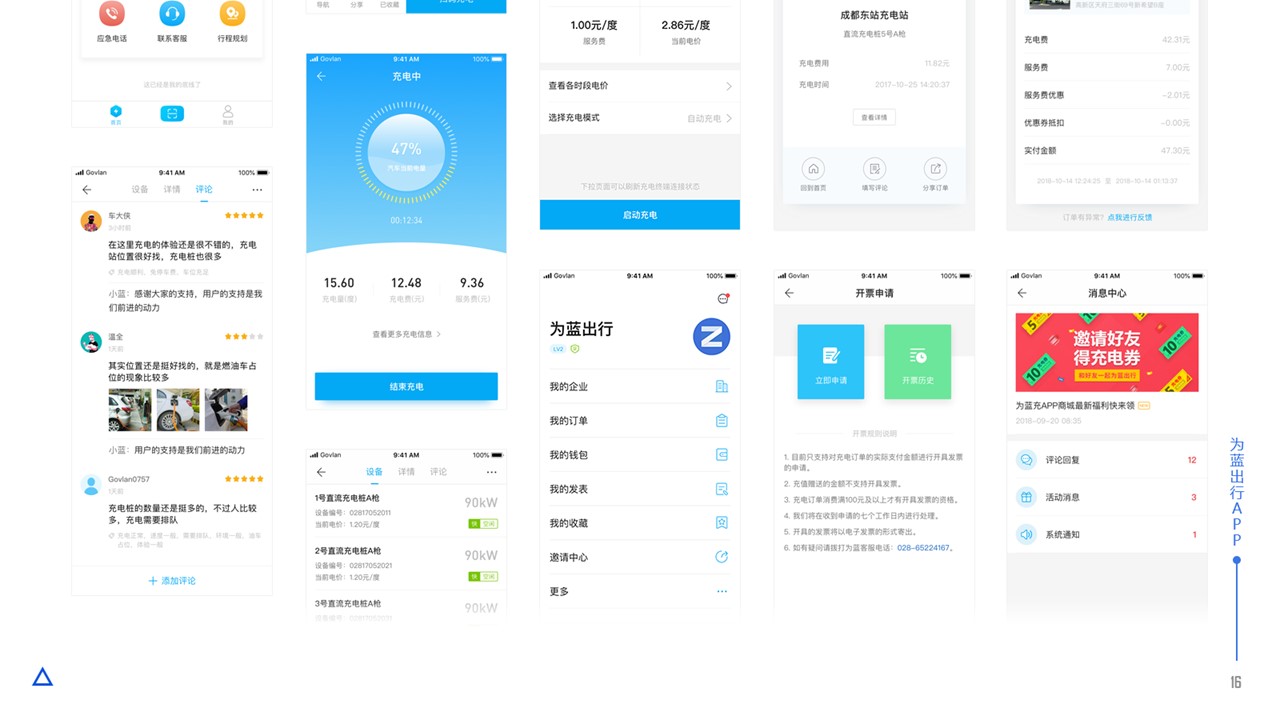 应急电话
联系客服
行程规划
这已经是我的底线了
首页
我的
Govlan
9:41 AM
100%
设备
详情
评论
车大侠
3小时前
在这里充电的体验还是很不错的，充电
站位置很好找，充电桩也很多
充电顺利，免停车费，车位充足
小蓝：感谢大家的支持，用户的支持是我
们前进的动力
温全
1天前
其实位置还是挺好找的，就是燃油车占
位的现象比较多
小蓝：用户的支持是我们前进的动力
Govlan0757
1天前
充电桩的数量还是挺多的，不过人比较
多，充电需要排队
充电正常，速度一般，需要排队，环境一般，油车
占位，体验一般
添加评论
导航
分享
已收藏
Govlan
9:41 AM
100%
充电中
47%
汽车当前电量
00:12:34
15.60
12.48
9.36
充电量(度)
充电费(元)
服务费(元)
查看更多充电信息
结束充电
Govlan
9:41 AM
100%
设备
详情
评论
1号直流充电桩A枪
90kW
设备编号：02817052011
当前电价：1.20元/度
快 空闲
2号直流充电桩A枪
90kW
设备编号：02817052021
当前电价：1.20元/度
快 空闲
3号直流充电桩A枪
90kW
1.00元/度
2.86元/度
服务费
当前电价
查看各时段电价
选择充电模式
自动充电
下拉页面可以刷新充电终端连接状态
启动充电
Govlan
9:41 AM
100%
为蓝出行
LV2
我的企业
我的订单
我的钱包
我的发表
我的收藏
邀请中心
更多
成都东站充电站
直流充电桩5号A枪
充电费用
11.82元
充电时间
2017-10-25 14:20:37
查看详情
回到首页
填写评论
分享订单
Govlan
9:41 AM
100%
开票申请
立即申请
开票历史
开票规则说明
1. 目前只支持对充电订单的实际支付金额进行开具发票
的申请。
2. 充值赠送的金额不支持开具发票。
3. 充电订单消费满100元及以上才有开具发票的资格。
4. 我们将在收到申请的七个工作日内进行处理。
5. 开具的发票将以电子发票的形式寄出。
6. 如有疑问请拨打为蓝客服电话：028-65224167。
充电费
42.31元
服务费
7.00元
服务费优惠
-2.01元
优惠券抵扣
-0.00元
实付金额
47.30元
2018-10-14 12:24:25 至 2018-10-14 01:13:37
订单有异常？点我进行反馈
Govlan
9:41 AM
100%
消息中心
邀请好友
得充电券
和好友一起为蓝出行
为蓝充APP商城最新福利快来领
2018-09-20 08:35
评论回复
12
活动消息
3
系统通知
1
为蓝出行APP
16